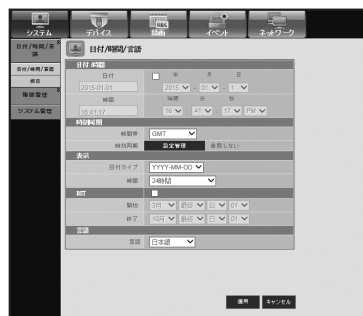 システム デバイス 録画 イベント ネットワーク
日付/時間/言語
日付/時間/言語
日付/時間/言語
休日
権限管理
システム管理
日付/時間
日付 年 月 日
2015-01-01 2015 - 01 - 1
時間 時間 分 秒
16:41:17 16 : 41 : 17 PM
時刻同期
時間帯 GMT
時刻同期 設定管理 使用しない
表示
日付タイプ YYYY-MM-DD
時間 24時間
DST
開始 3月 最終 日 01
終了 10月 最終 日 01
言語
言語 日本語
適用 キャンセル